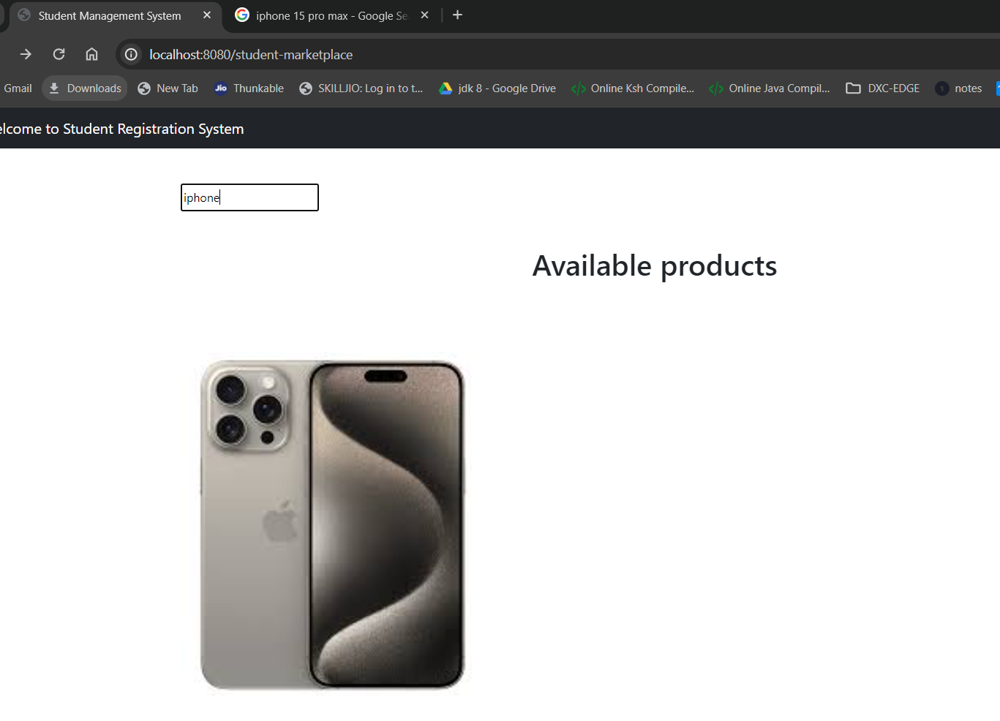 Student Management System
iphone 15 pro max - Google Se
localhost:8080/student-marketplace
Gmail Downloads New Tab Jio Thunkable SKILLJIO: Log in to t... jdk 8 - Google Drive Online Ksh Compile... Online Java Compil... DXC-EDGE notes
elcome to Student Registration System
iphone
Available products